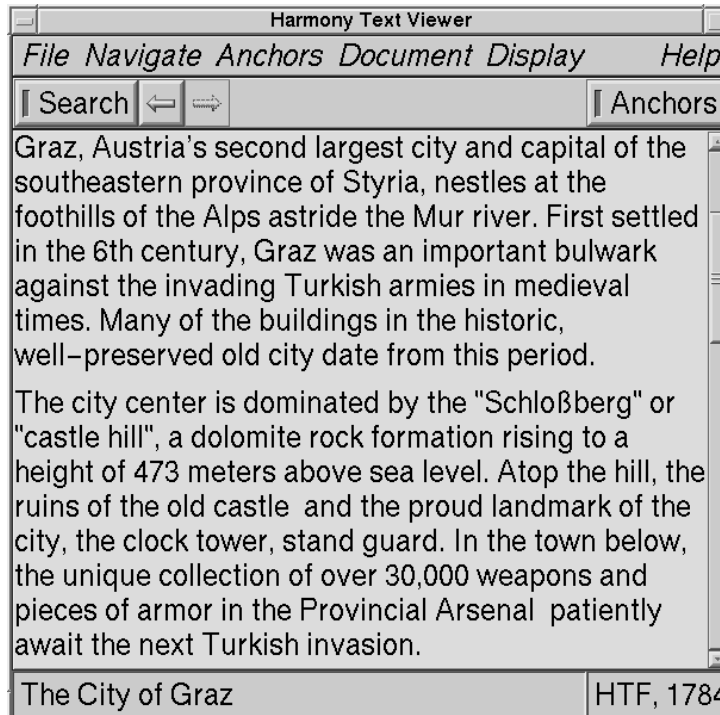 Harmony Text Viewer
File Navigate Anchors Document Display Help
Search Anchors
Graz, Austria's second largest city and capital of the
southeastern province of Styria, nestles at the
foothills of the Alps astride the Mur river. First settled
in the 6th century, Graz was an important bulwark
against the invading Turkish armies in medieval
times. Many of the buildings in the historic,
well-preserved old city date from this period.
The city center is dominated by the "Schloßberg" or
"castle hill", a dolomite rock formation rising to a
height of 473 meters above sea level. Atop the hill, the
ruins of the old castle and the proud landmark of the
city, the clock tower, stand guard. In the town below,
the unique collection of over 30,000 weapons and
pieces of armor in the Provincial Arsenal patiently
await the next Turkish invasion.
The City of Graz HTF, 1784